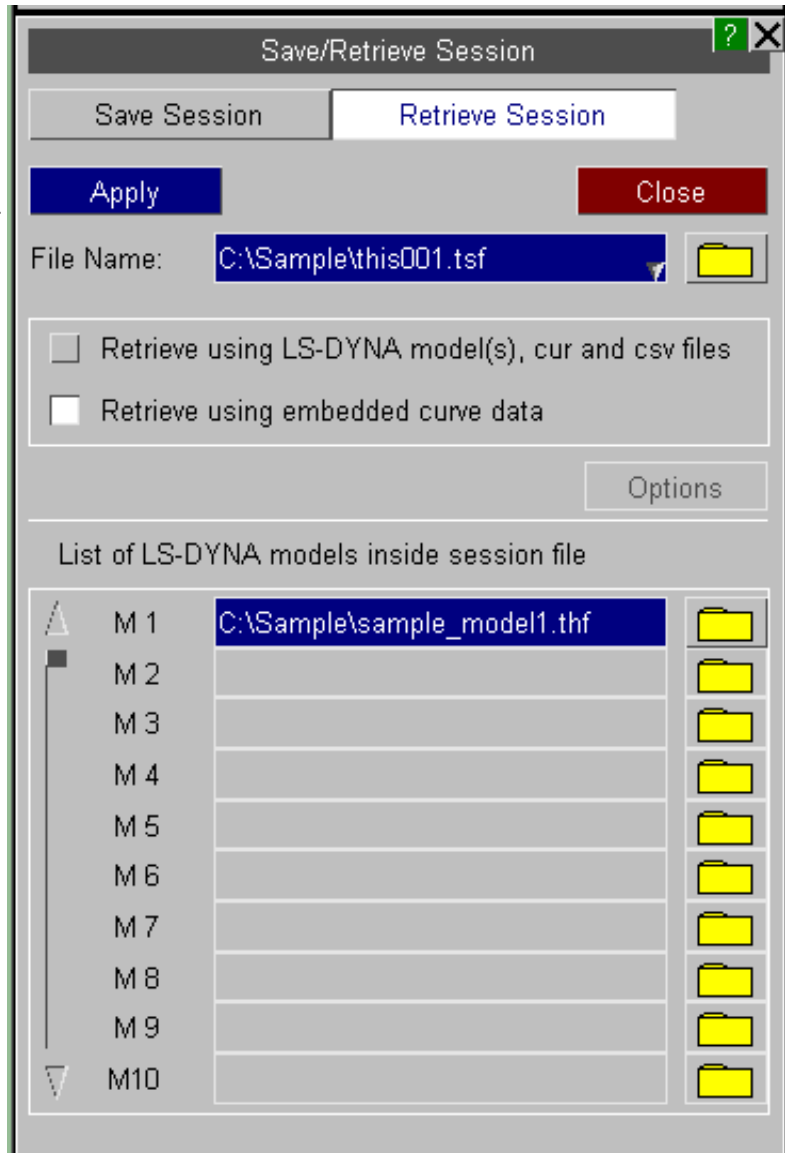 Save/Retrieve Session
?
Save Session Retrieve Session
Apply Close
File Name: C:\Sample\this001.tsf
Retrieve using LS-DYNA model(s), cur and csv files
Retrieve using embedded curve data
Options
List of LS-DYNA models inside session file
M 1 C:\Sample\sample_model1.thf
M 2
M 3
M 4
M 5
M 6
M 7
M 8
M 9
M10